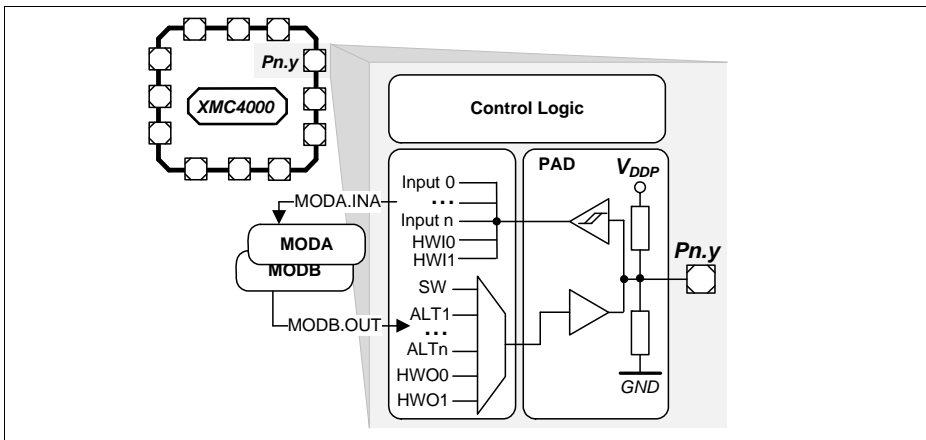 Pn.y
XMC4000
Control Logic
PAD
VDDP
Input 0
...
Input n
HWI0
HWI1
MODA.INA
MODA
MODB
MODB.OUT
SW
ALT1
...
ALTn
HWO0
HWO1
Pn.y
GND